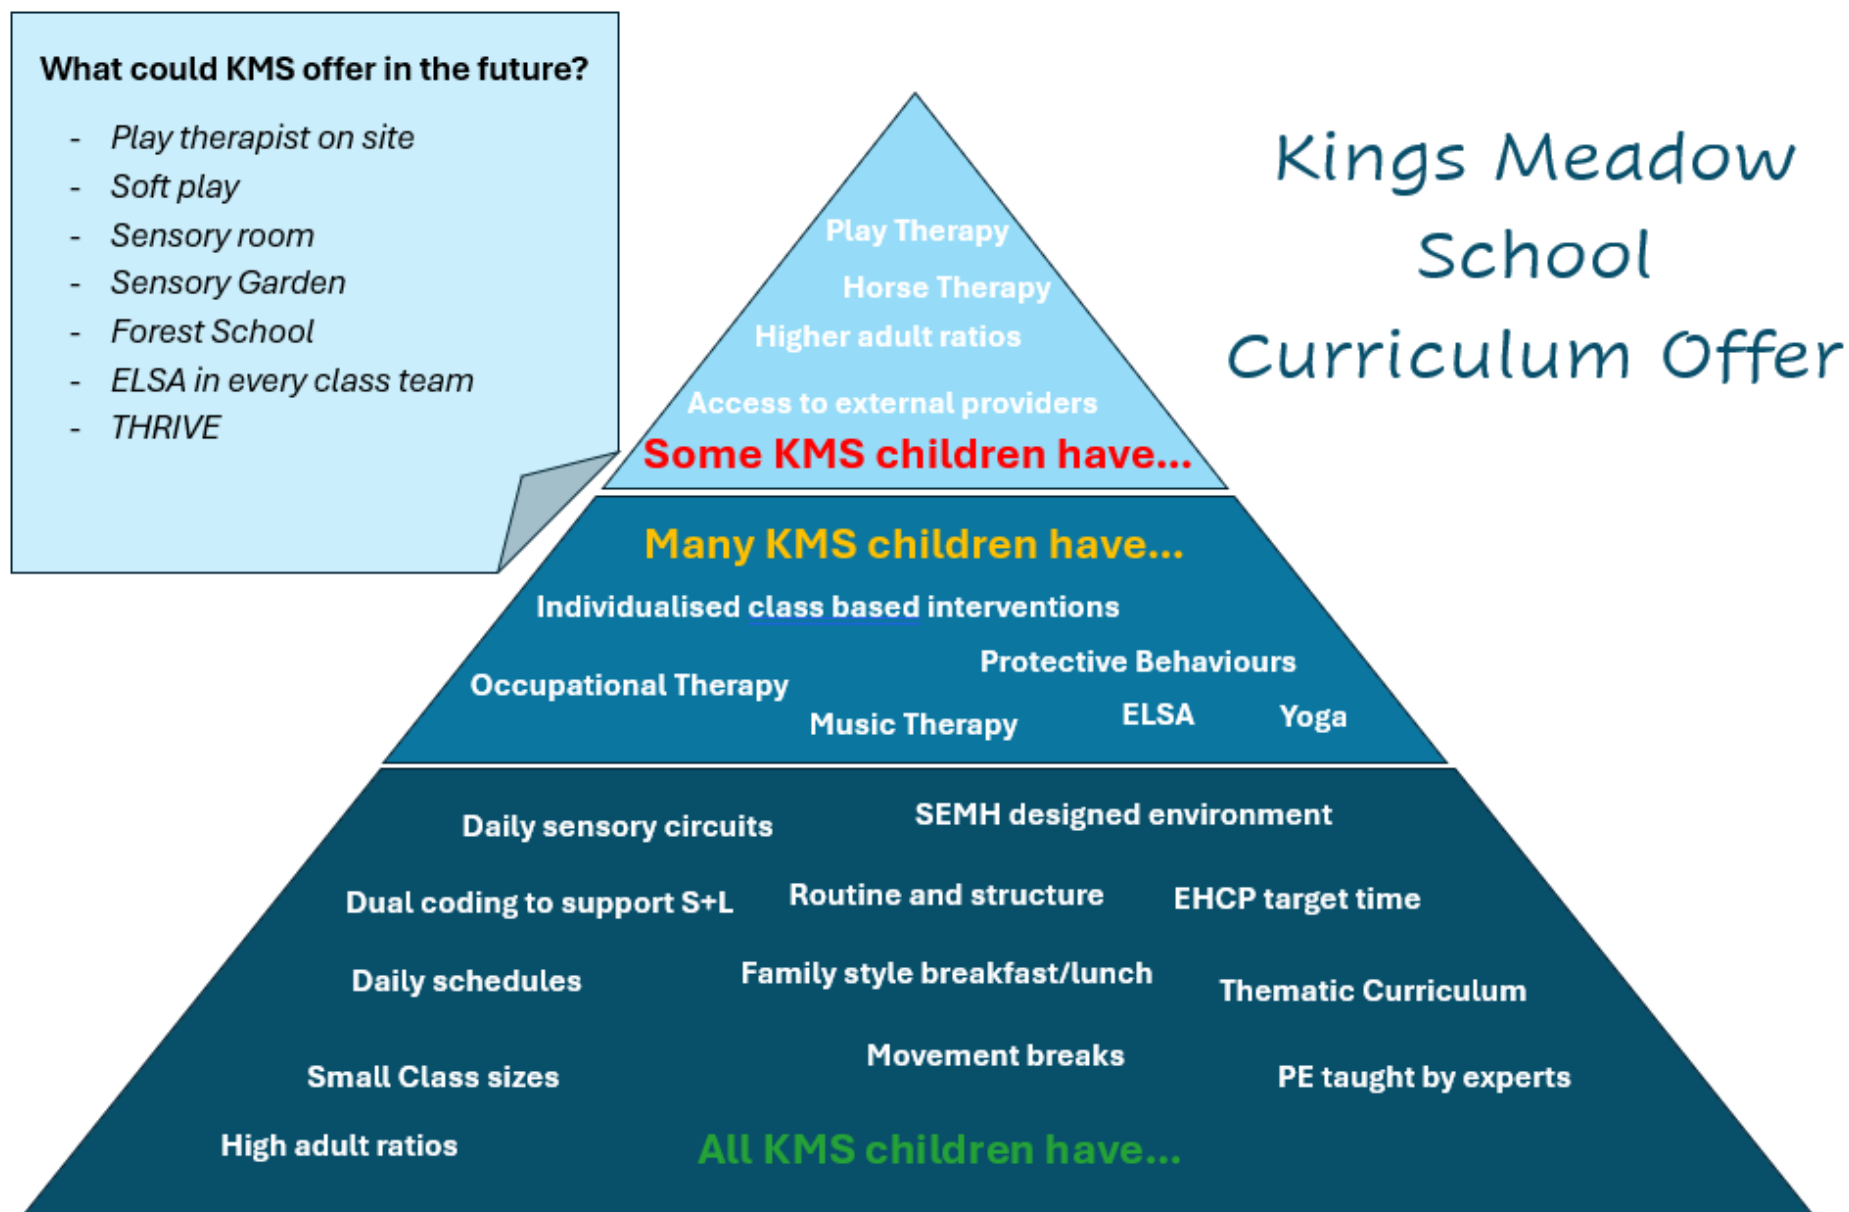 What could KMS offer in the future?
- Play therapist on site
- Soft play
- Sensory room
- Sensory Garden
- Forest School
- ELSA in every class team
- THRIVE
Kings Meadow
School
Curriculum Offer
Play Therapy
Horse Therapy
Higher adult ratios
Access to external providers
Some KMS children have...
Many KMS children have...
Individualised class based interventions
Protective Behaviours
Occupational Therapy
Music Therapy
ELSA
Yoga
Daily sensory circuits
SEMH designed environment
Dual coding to support S+L
Routine and structure
EHCP target time
Daily schedules
Family style breakfast/lunch
Thematic Curriculum
Small Class sizes
Movement breaks
PE taught by experts
High adult ratios
All KMS children have...